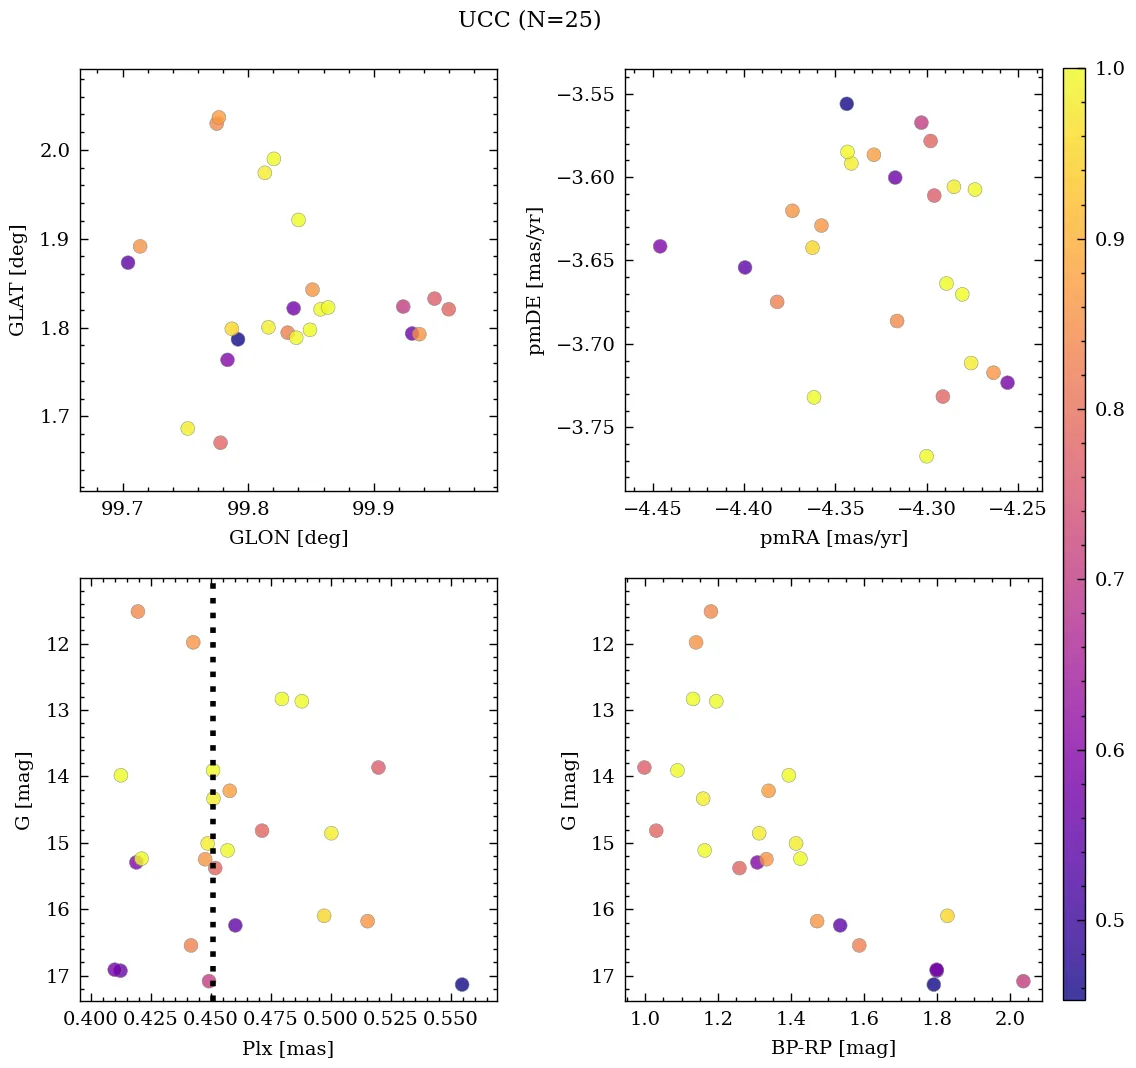 UCC (N=25)
2.0
1.9
1.8
1.7
GLAT [deg]
99.7 99.8 99.9
GLON [deg]
−3.55
−3.60
−3.65
−3.70
−3.75
pmDE [mas/yr]
−4.45 −4.40 −4.35 −4.30 −4.25
pmRA [mas/yr]
1.0
0.9
0.8
0.7
0.6
0.5
12
13
14
15
16
17
G [mag]
0.400 0.425 0.450 0.475 0.500 0.525 0.550
Plx [mas]
12
13
14
15
16
17
G [mag]
1.0 1.2 1.4 1.6 1.8 2.0
BP-RP [mag]